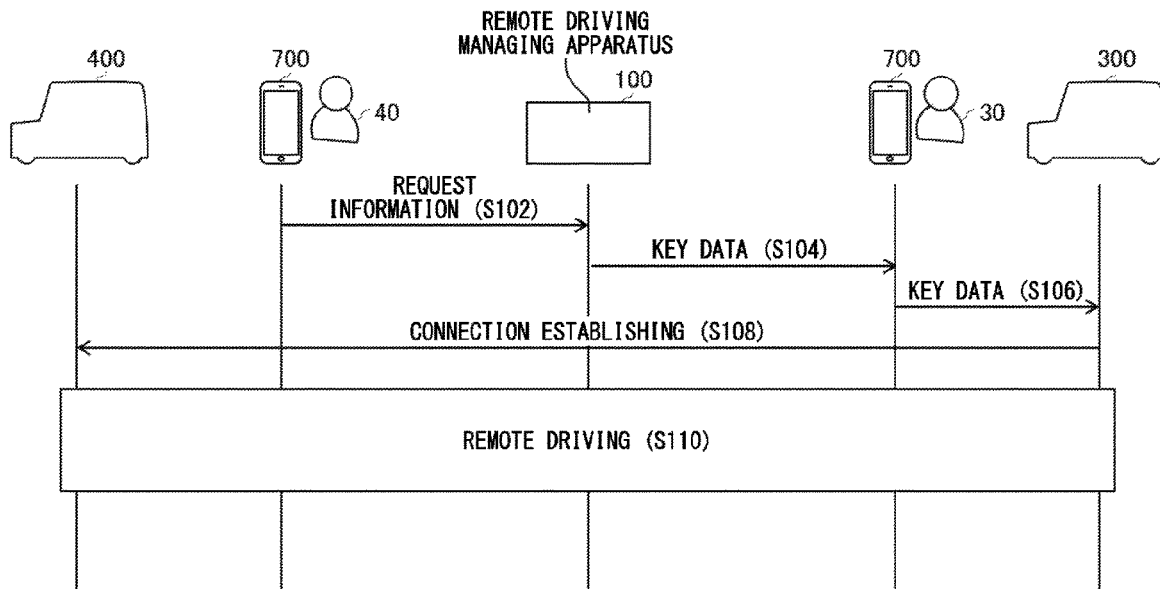 REMOTE DRIVING
MANAGING APPARATUS
400
700
40
100
700
30
300
REQUEST
INFORMATION (S102)
KEY DATA (S104)
KEY DATA (S106)
CONNECTION ESTABLISHING (S108)
REMOTE DRIVING (S110)